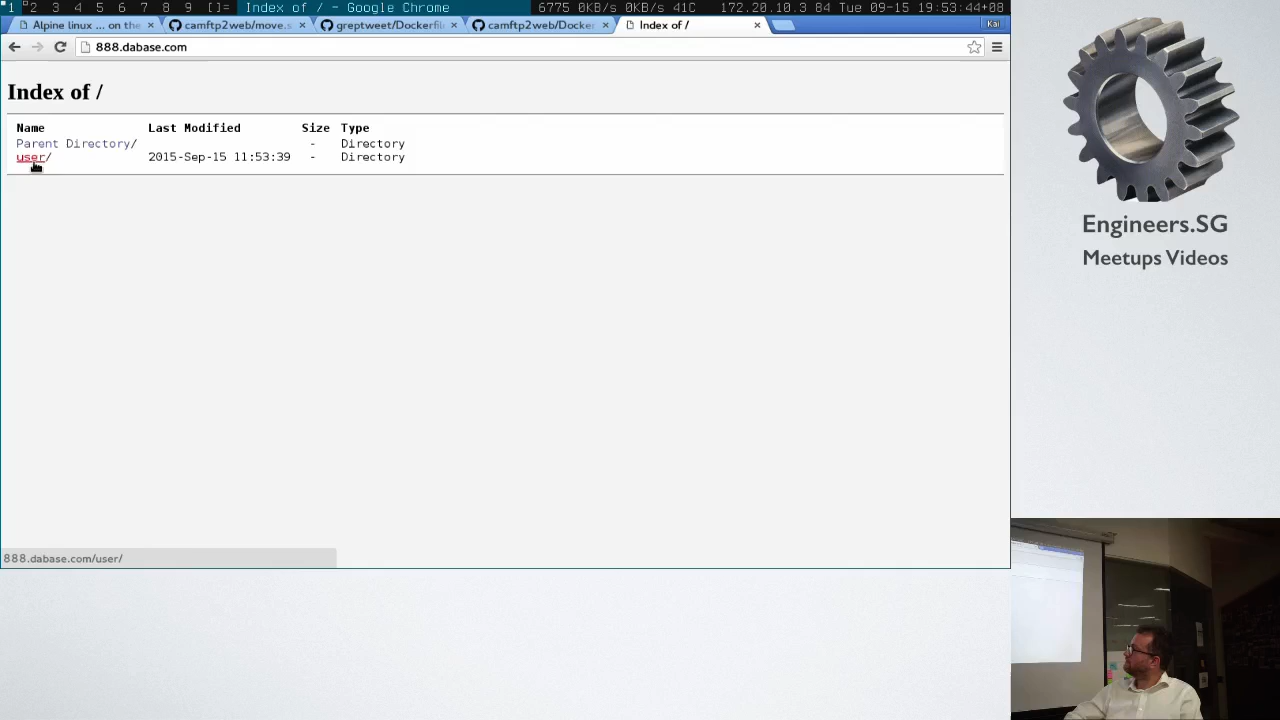 1 2 3 4 5 6 7 8 9 []= Index of / - Google Chrome 6775 0KB/s 0KB/s 41C 172.20.10.3 84 Tue 09-15 19:53:44+08
Alpine linux ... on the × camftp2web/move.s × greptweet/Dockerfil × camftp2web/Docker × Index of / × Kai
888.dabase.com
Index of /
Name Last Modified Size Type
Parent Directory/ - Directory
user/ 2015-Sep-15 11:53:39 - Directory
888.dabase.com/user/
Engineers.SG
Meetups Videos